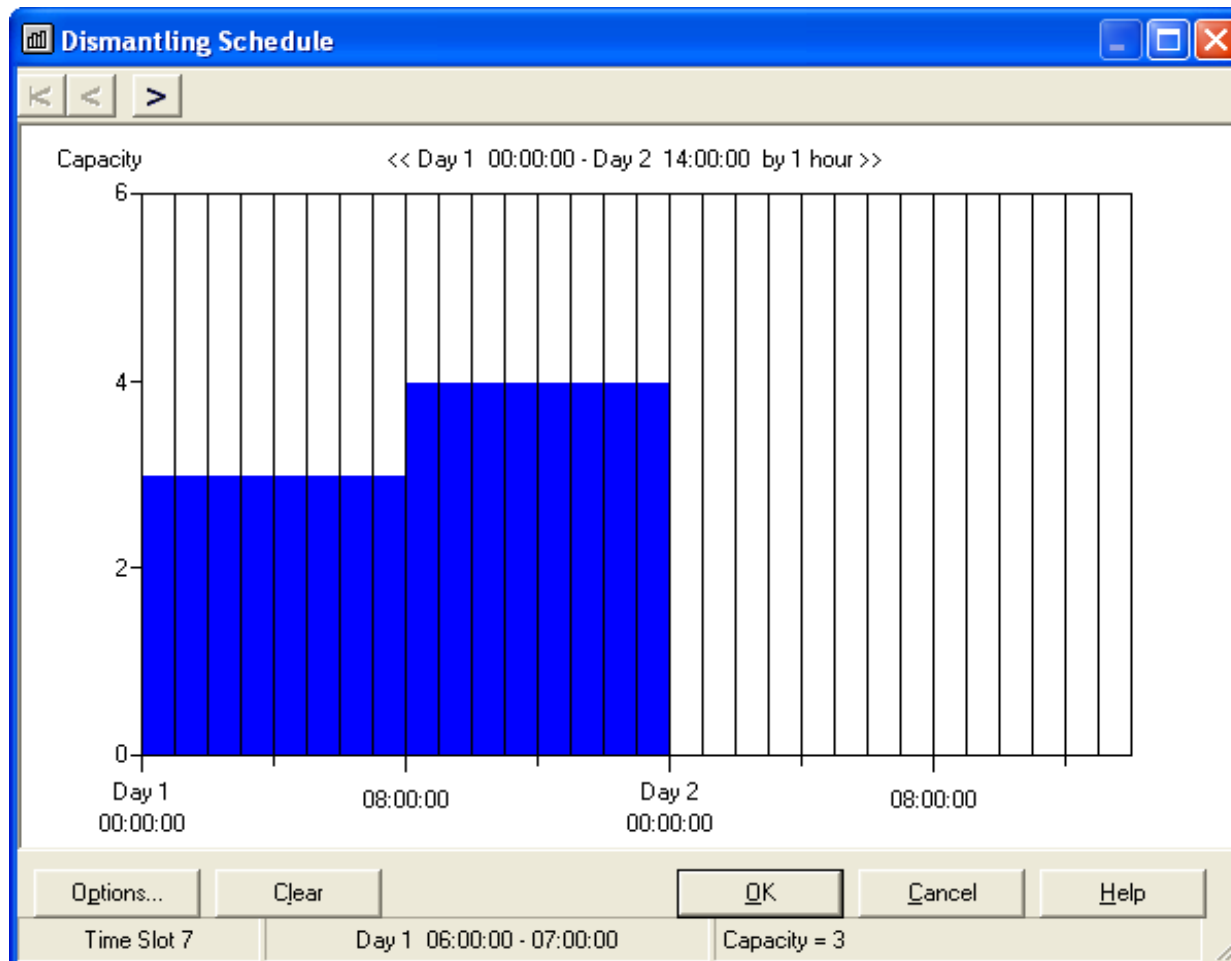 Dismantling Schedule
Capacity
<< Day 1 00:00:00 - Day 2 14:00:00 by 1 hour >>
6
4
2
0
Day 1
00:00:00
08:00:00
Day 2
00:00:00
08:00:00
Options...
Clear
OK
Cancel
Help
Time Slot 7
Day 1 06:00:00 - 07:00:00
Capacity = 3